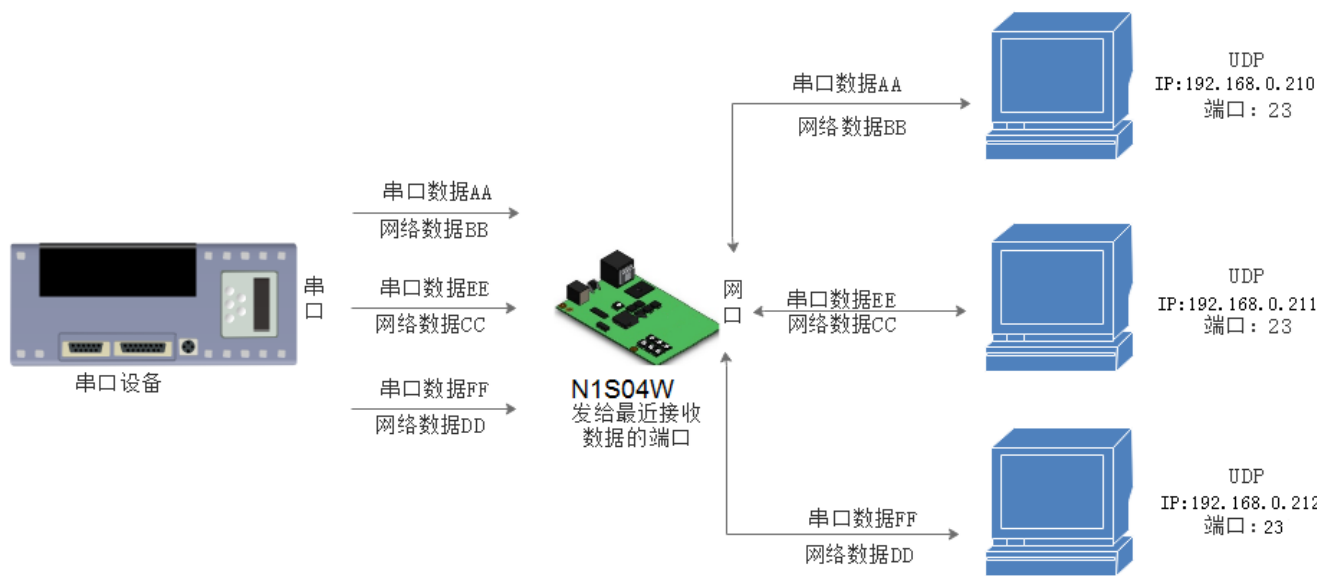 串口数据AA
网络数据BB
UDP
IP:192.168.0.210
端口：23
串口数据AA
网络数据BB
串口数据EE
网络数据CC
串口数据FF
网络数据DD
串口
串口设备
N1S04W
发给最近接收
数据的端口
网口
串口数据EE
网络数据CC
UDP
IP:192.168.0.211
端口：23
串口数据FF
网络数据DD
UDP
IP:192.168.0.212
端口：23